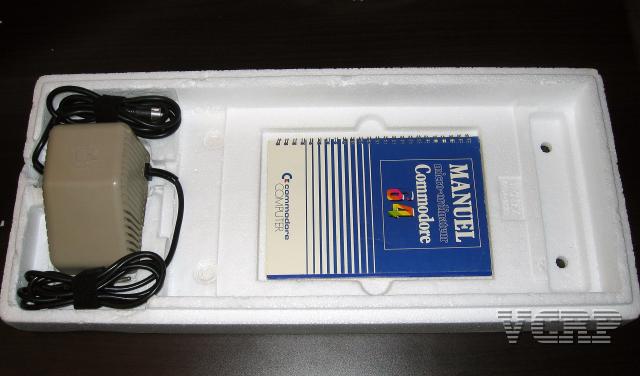 MANUEL
micro-ordinateur
Commodore
64
commodore
COMPUTER
VCRP